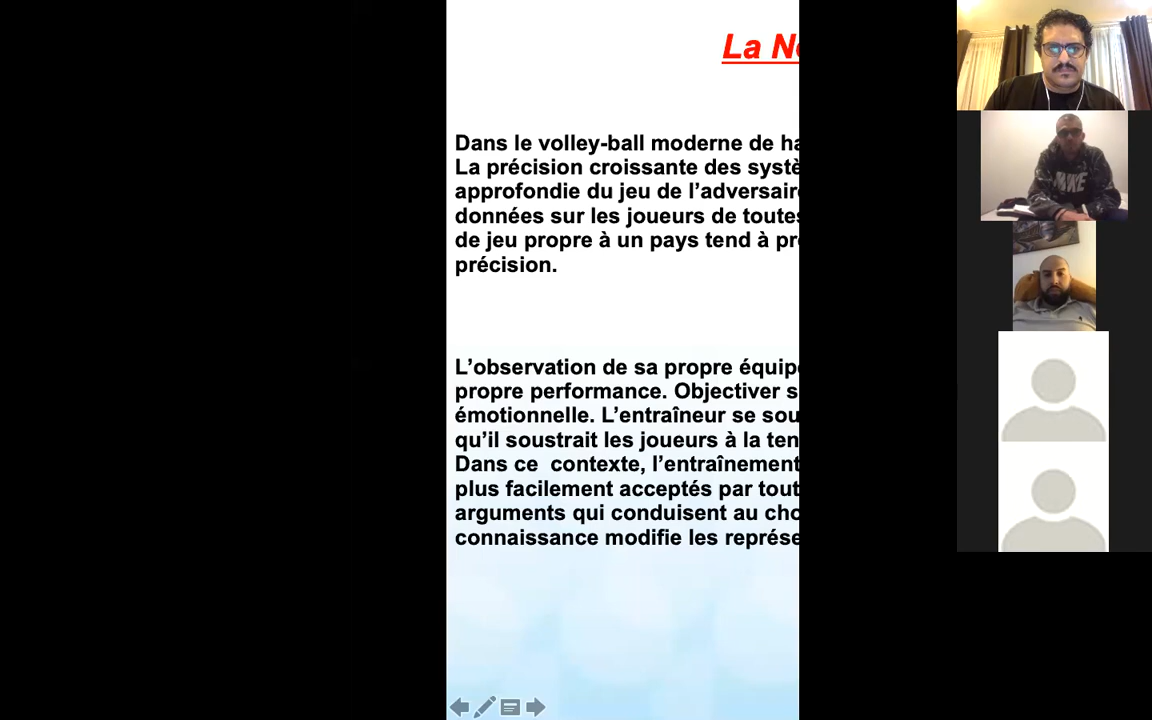 La N
Dans le volley-ball moderne de ha
La précision croissante des systè
approfondie du jeu de l’adversair
données sur les joueurs de toutes
de jeu propre à un pays tend à pr
précision.
L’observation de sa propre équipe
propre performance. Objectiver s
émotionnelle. L’entraîneur se sou
qu’il soustrait les joueurs à la ten
Dans ce  contexte, l’entraînement
plus facilement acceptés par tout
arguments qui conduisent au cho
connaissance modifie les représe
NIKE